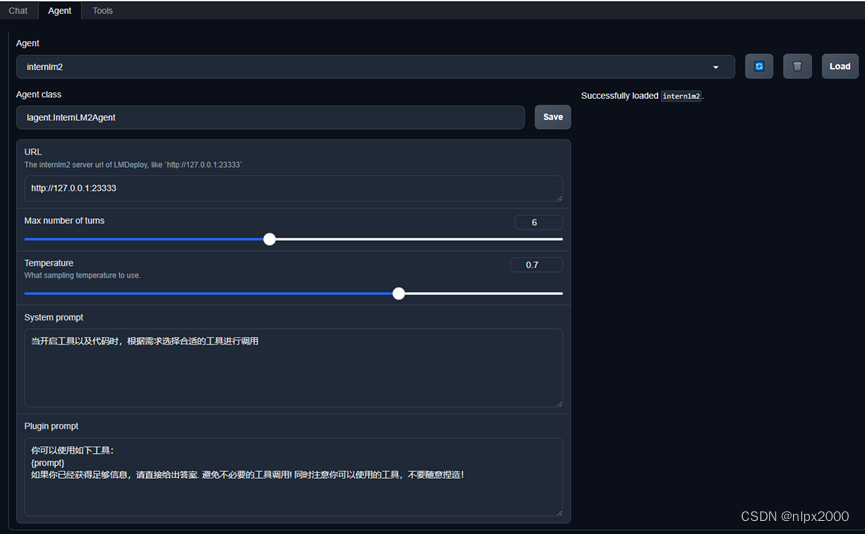 Chat Agent Tools
Agent
internlm2
Load
Agent class
Successfully loaded internlm2.
lagent.InternLM2Agent
Save
URL
The internlm2 server url of LMDeploy, like `http://127.0.0.1:23333`
http://127.0.0.1:23333
Max number of turns
6
Temperature
0.7
What sampling temperature to use.
System prompt
当开启工具以及代码时，根据需求选择合适的工具进行调用
Plugin prompt
你可以使用如下工具：
{prompt}
如果你已经获得足够信息，请直接给出答案. 避免不必要的工具调用! 同时注意你可以使用的工具，不要随意捏造！
CSDN @nlpx2000